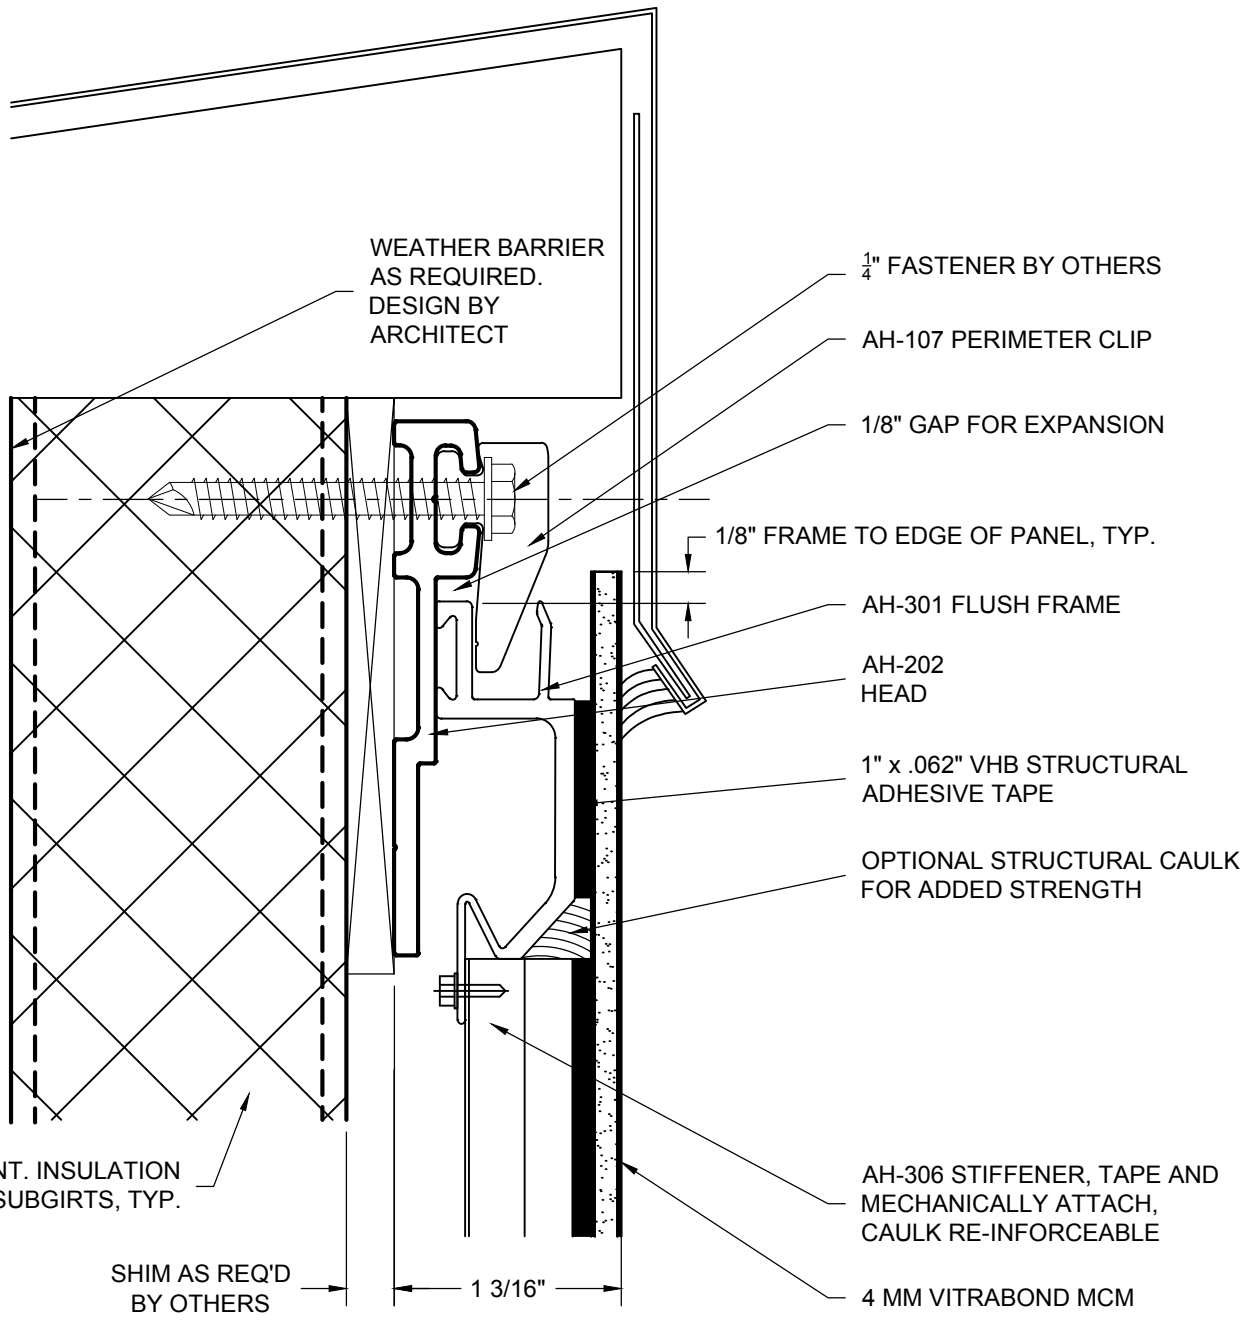 WEATHER BARRIER
AS REQUIRED.
DESIGN BY
ARCHITECT
1/4" FASTENER BY OTHERS
AH-107 PERIMETER CLIP
1/8" GAP FOR EXPANSION
1/8" FRAME TO EDGE OF PANEL, TYP.
AH-301 FLUSH FRAME
AH-202
HEAD
1" x .062" VHB STRUCTURAL
ADHESIVE TAPE
OPTIONAL STRUCTURAL CAULK
FOR ADDED STRENGTH
NT. INSULATION
SUBGIRTS, TYP.
AH-306 STIFFENER, TAPE AND
MECHANICALLY ATTACH,
CAULK RE-INFORCEABLE
SHIM AS REQ'D
BY OTHERS
1 3/16"
4 MM VITRABOND MCM